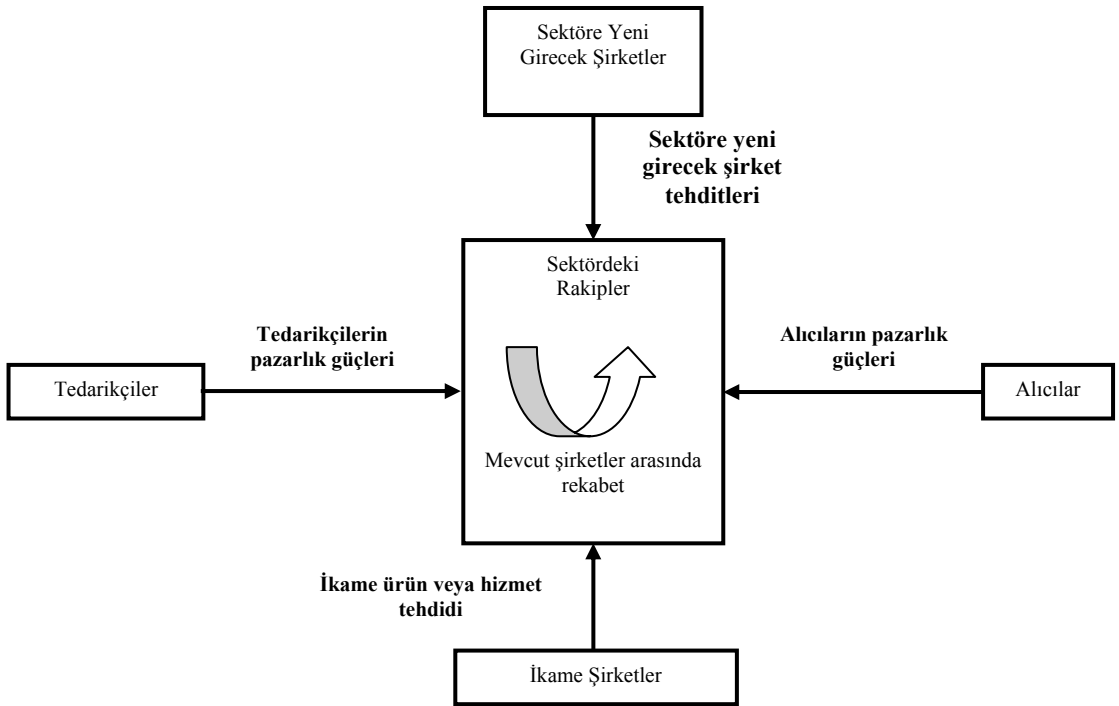 Sektöre Yeni
Girecek Şirketler
Sektöre yeni
girecek şirket
tehditleri
Sektördeki
Rakipler
Tedarikçilerin
pazarlık güçleri
Alıcıların pazarlık
güçleri
Tedarikçiler
Alıcılar
Mevcut şirketler arasında
rekabet
İkame ürün veya hizmet
tehdidi
İkame Şirketler